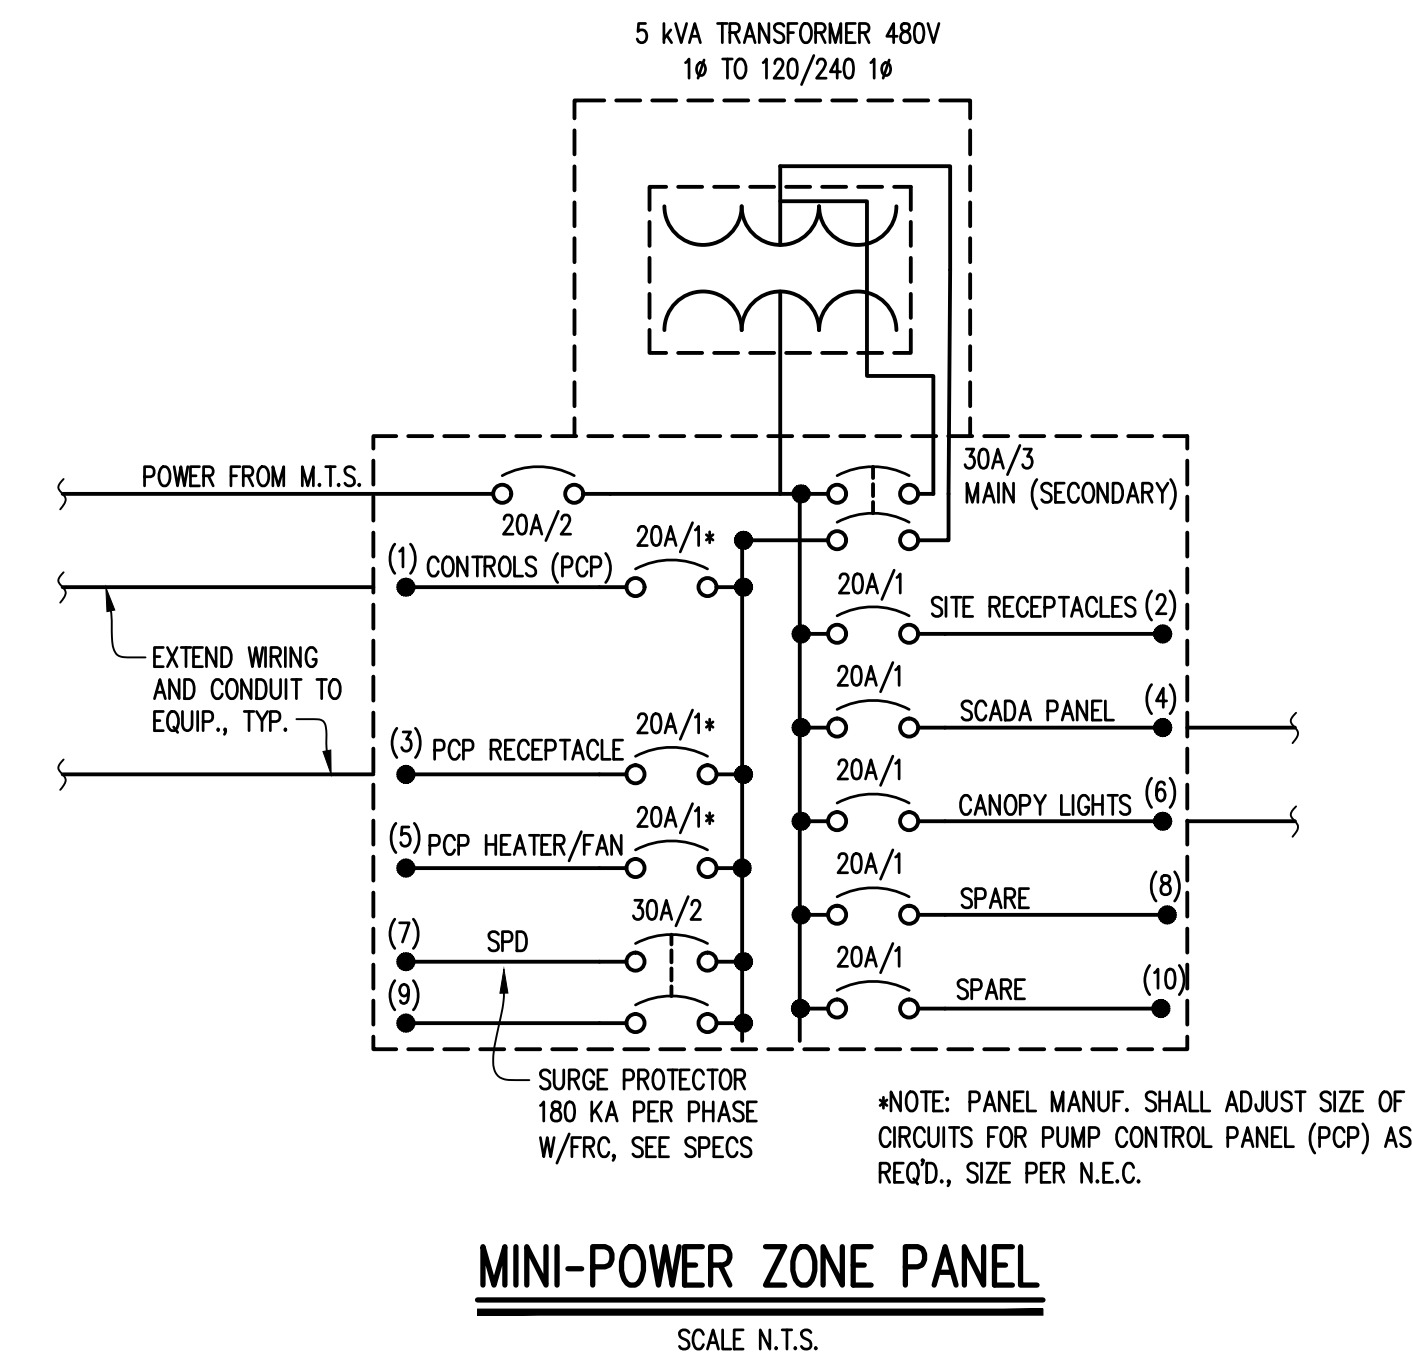 5 kVA TRANSFORMER 480V
1ø TO 120/240 1ø
POWER FROM M.T.S.
20A/2
30A/3
MAIN (SECONDARY)
(1) CONTROLS (PCP)
20A/1*
20A/1
SITE RECEPTACLES (2)
EXTEND WIRING
AND CONDUIT TO
EQUIP., TYP.
20A/1
SCADA PANEL (4)
(3) PCP RECEPTACLE
20A/1*
20A/1
CANOPY LIGHTS (6)
(5) PCP HEATER/FAN
20A/1*
20A/1
SPARE (8)
30A/2
(7) SPD
20A/1
SPARE (10)
(9)
SURGE PROTECTOR
180 KA PER PHASE
W/FRC, SEE SPECS
*NOTE: PANEL MANUF. SHALL ADJUST SIZE OF
CIRCUITS FOR PUMP CONTROL PANEL (PCP) AS
REQ'D., SIZE PER N.E.C.
MINI-POWER ZONE PANEL
SCALE N.T.S.